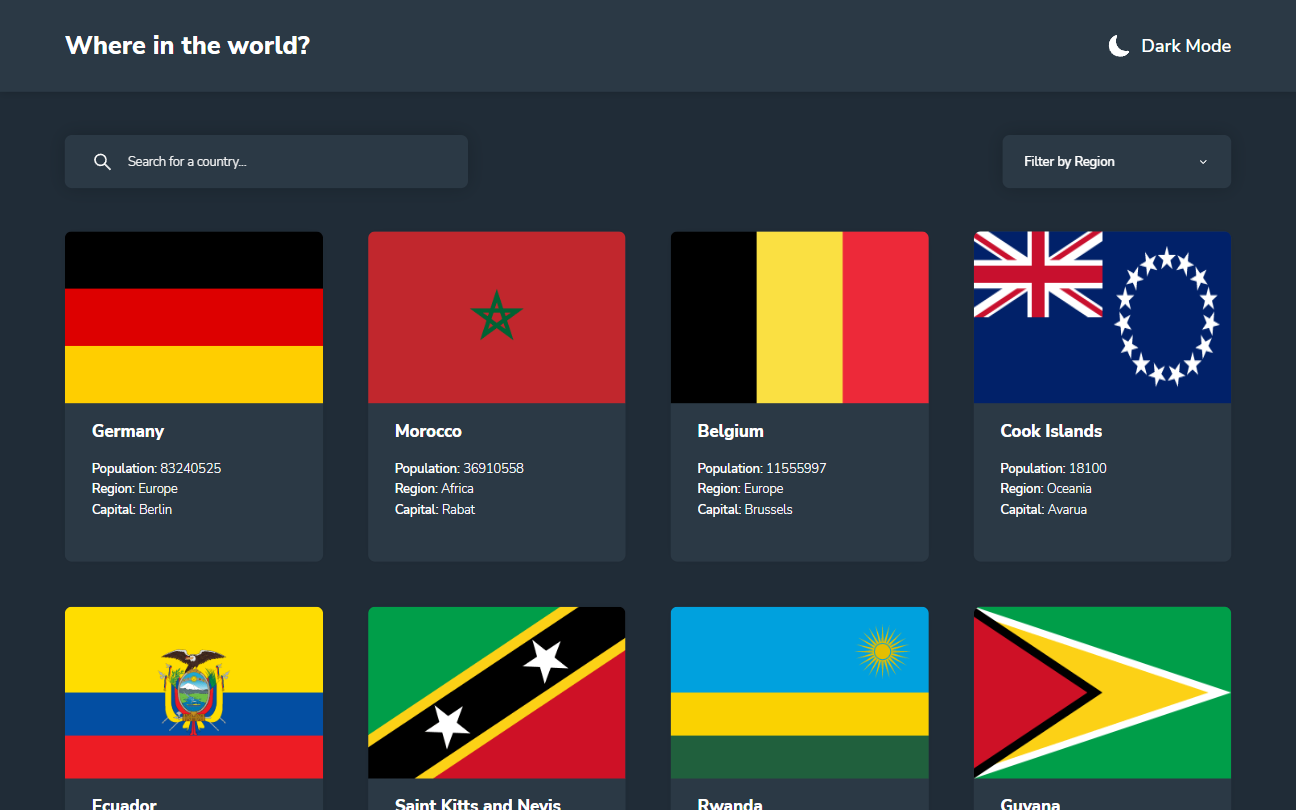 Where in the world?
Dark Mode
Search for a country...
Filter by Region
Germany
Population: 83240525
Region: Europe
Capital: Berlin
Morocco
Population: 36910558
Region: Africa
Capital: Rabat
Belgium
Population: 11555997
Region: Europe
Capital: Brussels
Cook Islands
Population: 18100
Region: Oceania
Capital: Avarua
Ecuador
Saint Kitts and Nevis
Rwanda
Guyana